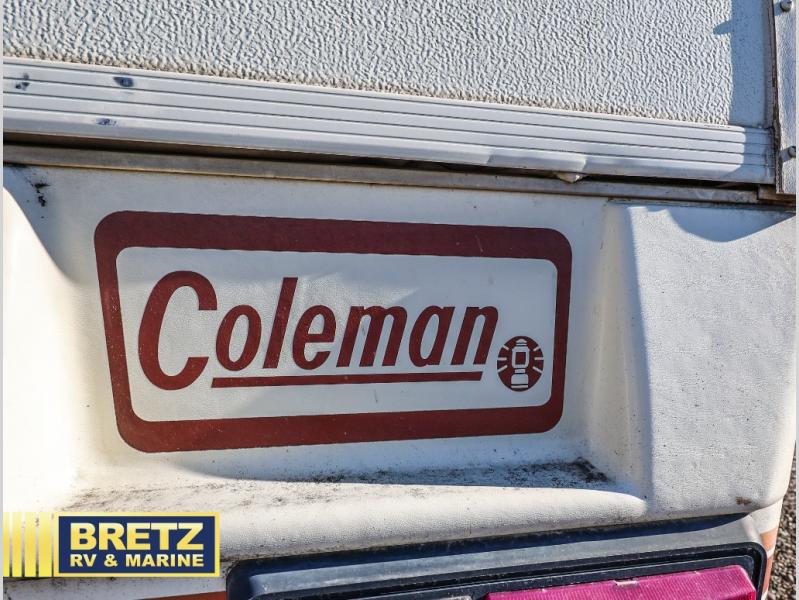 Coleman
BRETZ
RV & MARINE